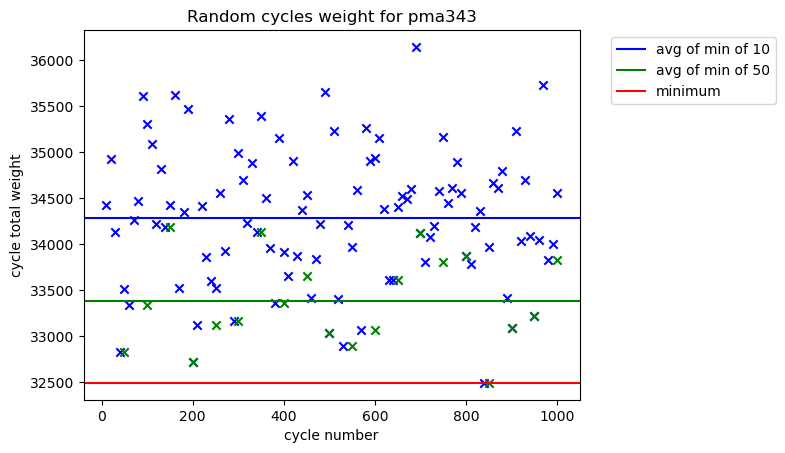 Random cycles weight for pma343
avg of min of 10
avg of min of 50
minimum
36000
35500
35000
34500
34000
33500
33000
32500
cycle total weight
0 200 400 600 800 1000
cycle number